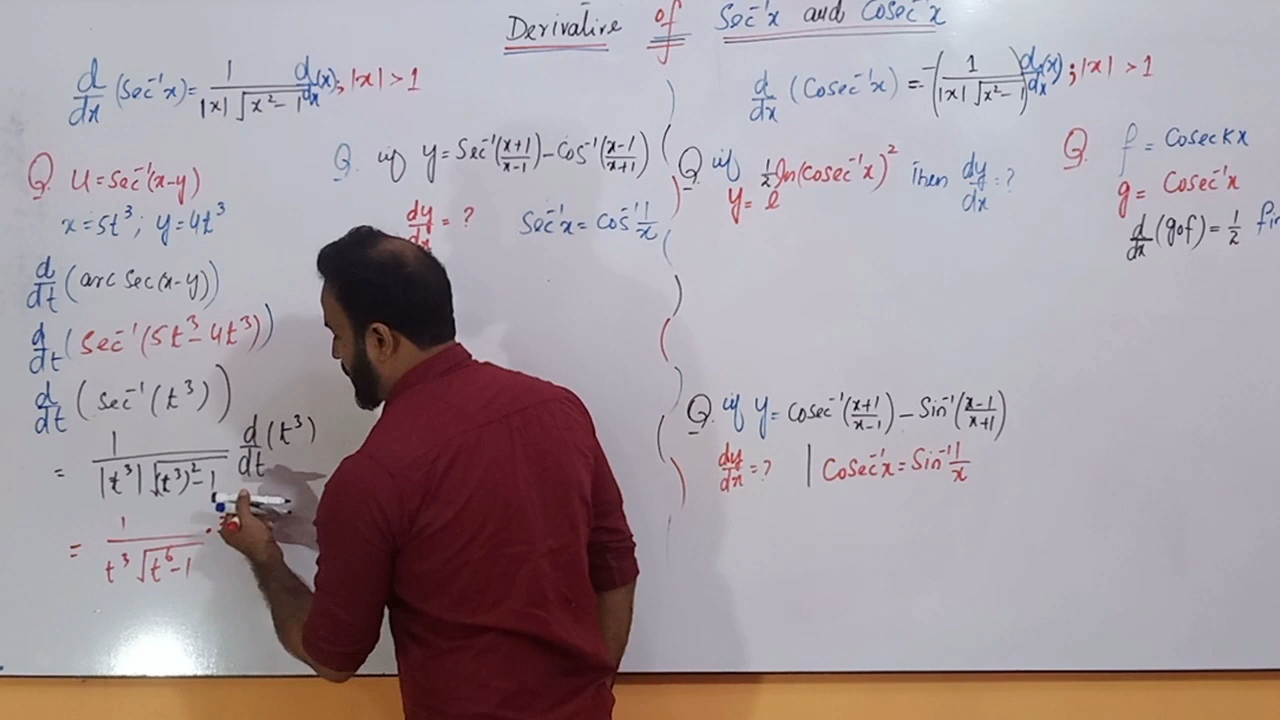 Derivative of Sec⁻¹x and Cosec⁻¹x
d/dx (Sec⁻¹x) = 1/(|x|√(x²-1)) d/dx(x) ; |x| > 1
Q. U = Sec⁻¹(x-y)
x = 5t³ ; y = 4t³
d/dt (arc Sec(x-y))
d/dt (Sec⁻¹(5t³-4t³))
d/dt (Sec⁻¹(t³))
= 1/(|t³|√((t³)²-1)) d/dt (t³)
= 1/(t³√(t⁶-1)) ·
Q. if y = Sec⁻¹((x+1)/(x-1)) - Cos⁻¹((x-1)/(x+1))
dy/dx = ? Sec⁻¹x = Cos⁻¹ 1/x
d/dx (Cosec⁻¹x) = -(1/(|x|√(x²-1))) d/dx(x) ; |x| > 1
Q. if y = e^(1/2 ln(cosec⁻¹x)²) Then dy/dx = ?
Q. if y = Cosec⁻¹((x+1)/(x-1)) - Sin⁻¹((x-1)/(x+1))
dy/dx = ? | Cosec⁻¹x = Sin⁻¹ 1/x
Q. f = Coseckx
g = Cosec⁻¹x
d/dx (gof) = 1/2